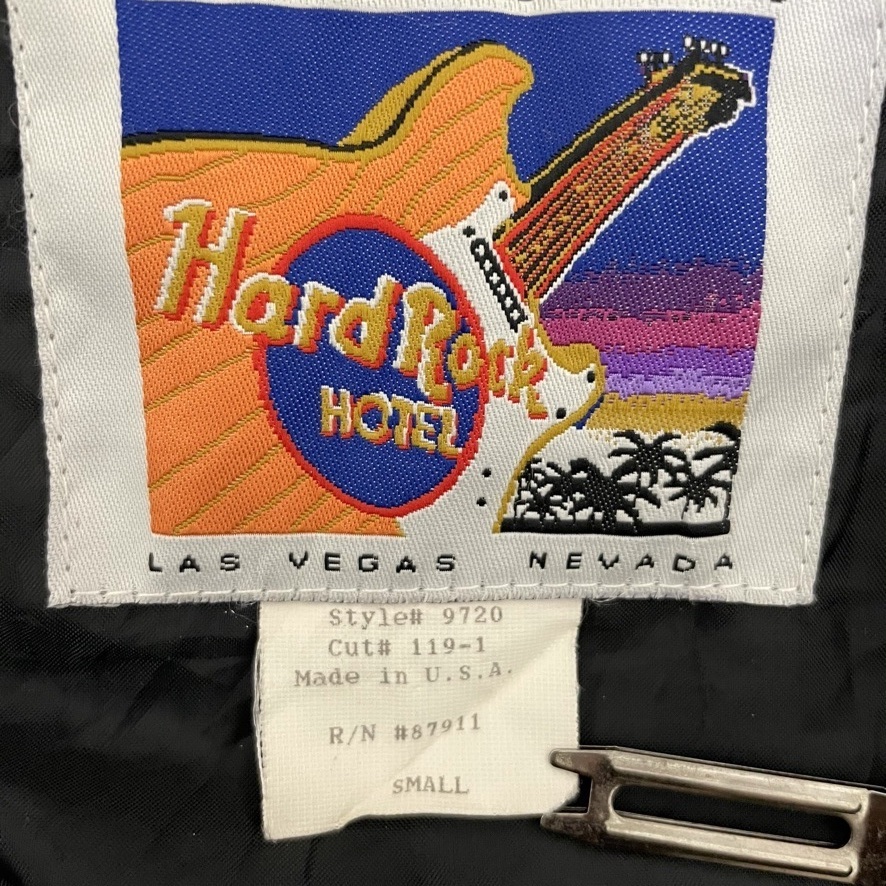 Hard Rock
HOTEL
LAS VEGAS NEVADA
Style# 9720
Cut# 119-1
Made in U.S.A.
R/N #87911
SMALL